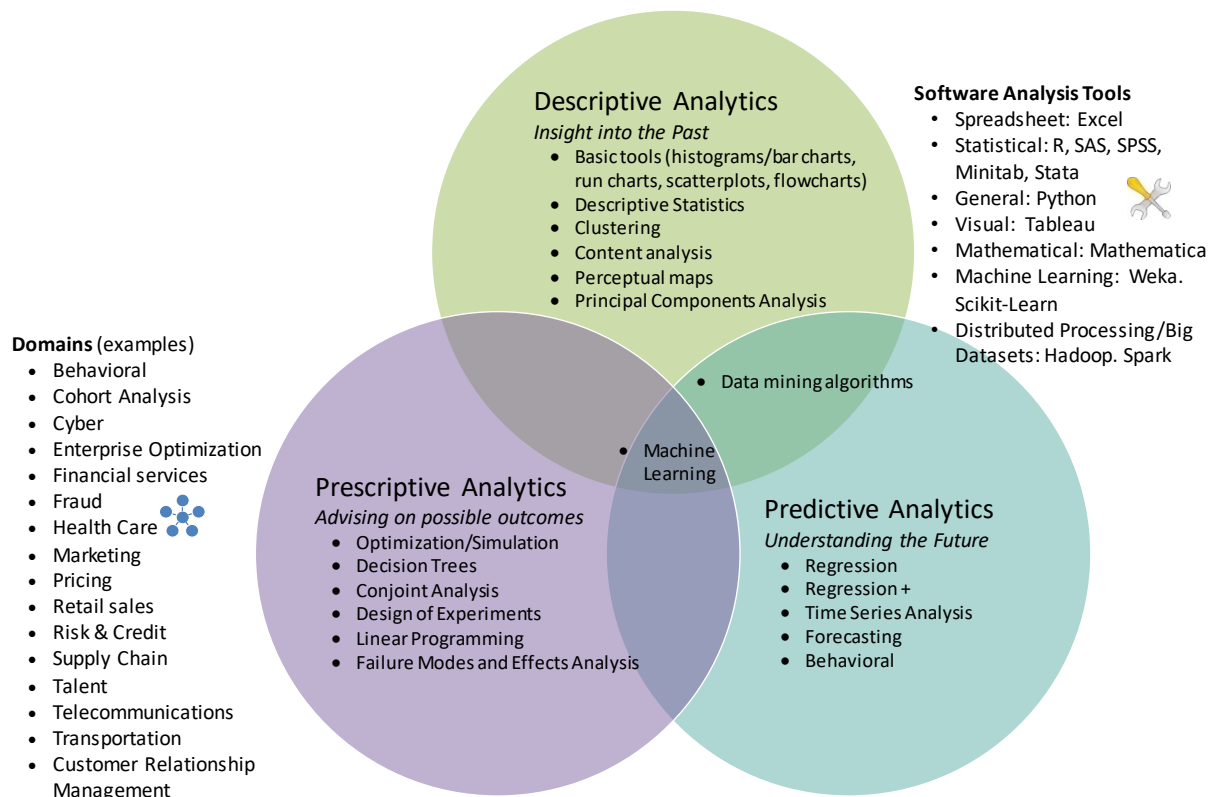 Descriptive Analytics
Insight into the Past
• Basic tools (histograms/bar charts,
run charts, scatterplots, flowcharts)
• Descriptive Statistics
• Clustering
• Content analysis
• Perceptual maps
• Principal Components Analysis
Software Analysis Tools
• Spreadsheet: Excel
• Statistical: R, SAS, SPSS,
Minitab, Stata
• General: Python
• Visual: Tableau
• Mathematical: Mathematica
• Machine Learning: Weka.
Scikit-Learn
• Distributed Processing/Big
Datasets: Hadoop. Spark
• Data mining algorithms
• Machine
Learning
Domains (examples)
• Behavioral
• Cohort Analysis
• Cyber
• Enterprise Optimization
• Financial services
• Fraud
• Health Care
• Marketing
• Pricing
• Retail sales
• Risk & Credit
• Supply Chain
• Talent
• Telecommunications
• Transportation
• Customer Relationship
Management
Prescriptive Analytics
Advising on possible outcomes
• Optimization/Simulation
• Decision Trees
• Conjoint Analysis
• Design of Experiments
• Linear Programming
• Failure Modes and Effects Analysis
Predictive Analytics
Understanding the Future
• Regression
• Regression +
• Time Series Analysis
• Forecasting
• Behavioral